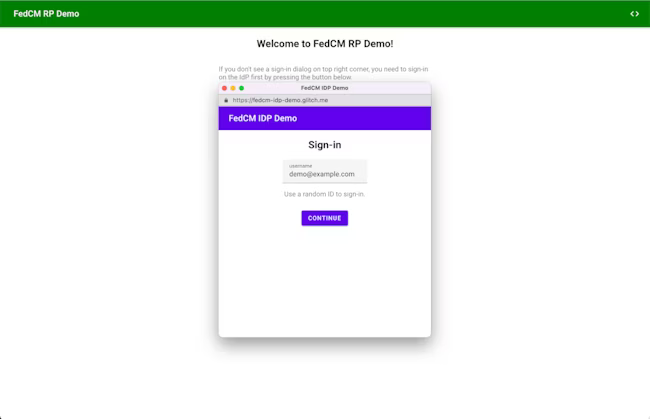 FedCM RP Demo
Welcome to FedCM RP Demo!
If you don't see a sign-in dialog on top right corner, you need to sign-in
on the IdP first by pressing the button below.
FedCM IDP Demo
https://fedcm-idp-demo.glitch.me
FedCM IDP Demo
Sign-in
username
demo@example.com
Use a random ID to sign-in.
CONTINUE